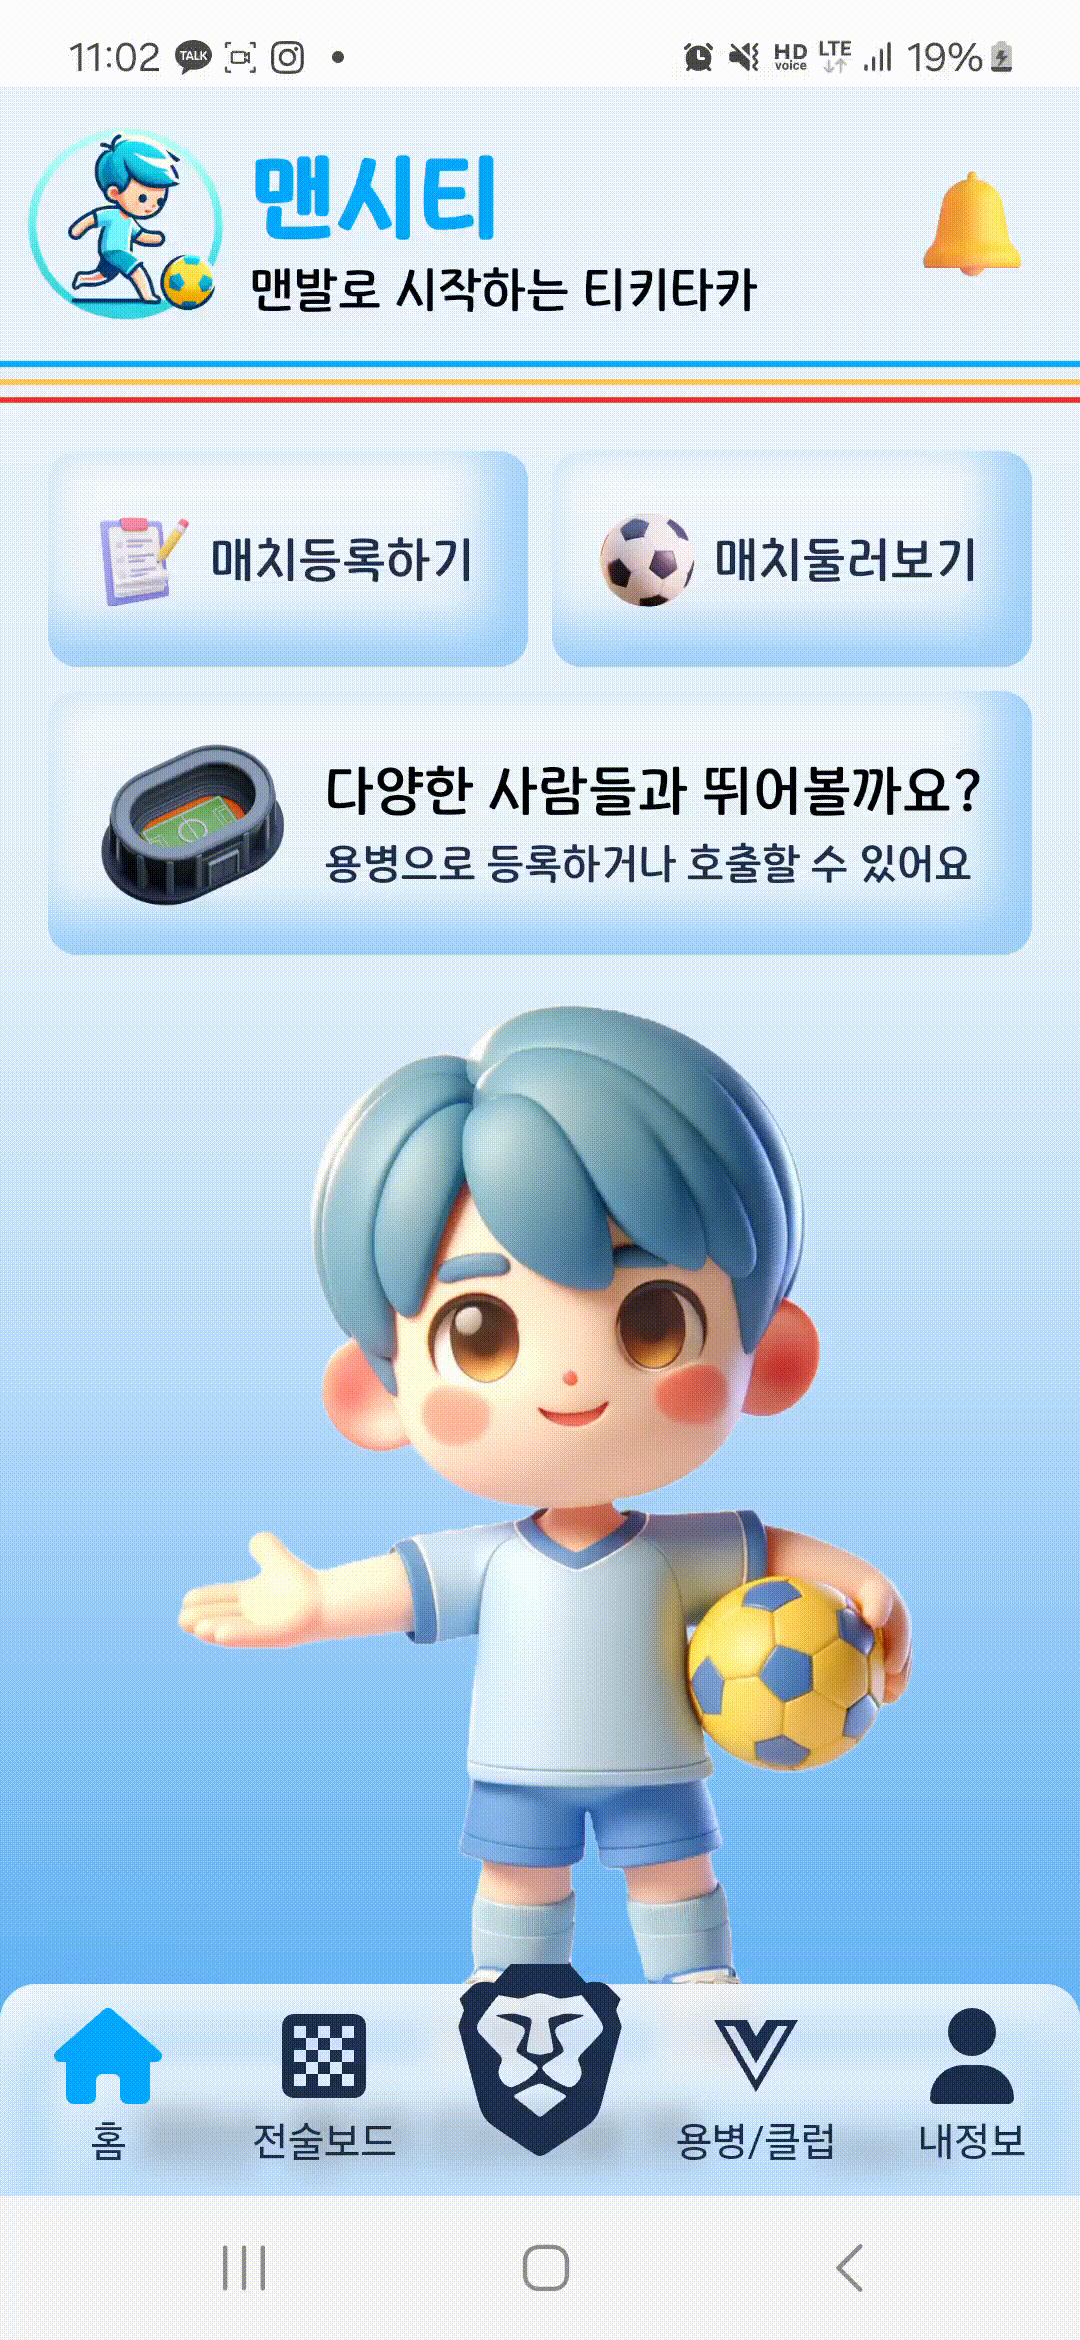 11:02 TALK HD voice LTE 19%
맨시티
맨발로 시작하는 티키타카
매치등록하기
매치둘러보기
다양한 사람들과 뛰어볼까요?
용병으로 등록하거나 호출할 수 있어요
홈
전술보드
용병/클럽
내정보